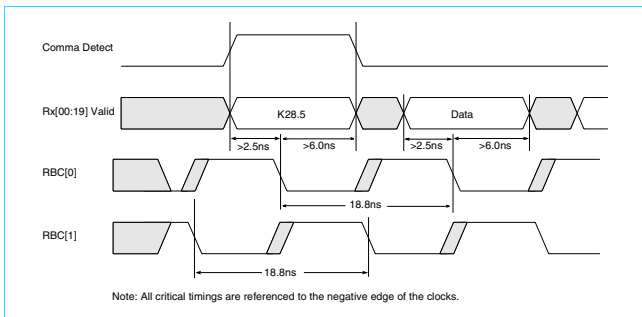 Comma Detect
Rx[00:19] Valid
K28.5
Data
>2.5ns
>6.0ns
>2.5ns
>6.0ns
RBC[0]
18.8ns
RBC[1]
18.8ns
Note: All critical timings are referenced to the negative edge of the clocks.